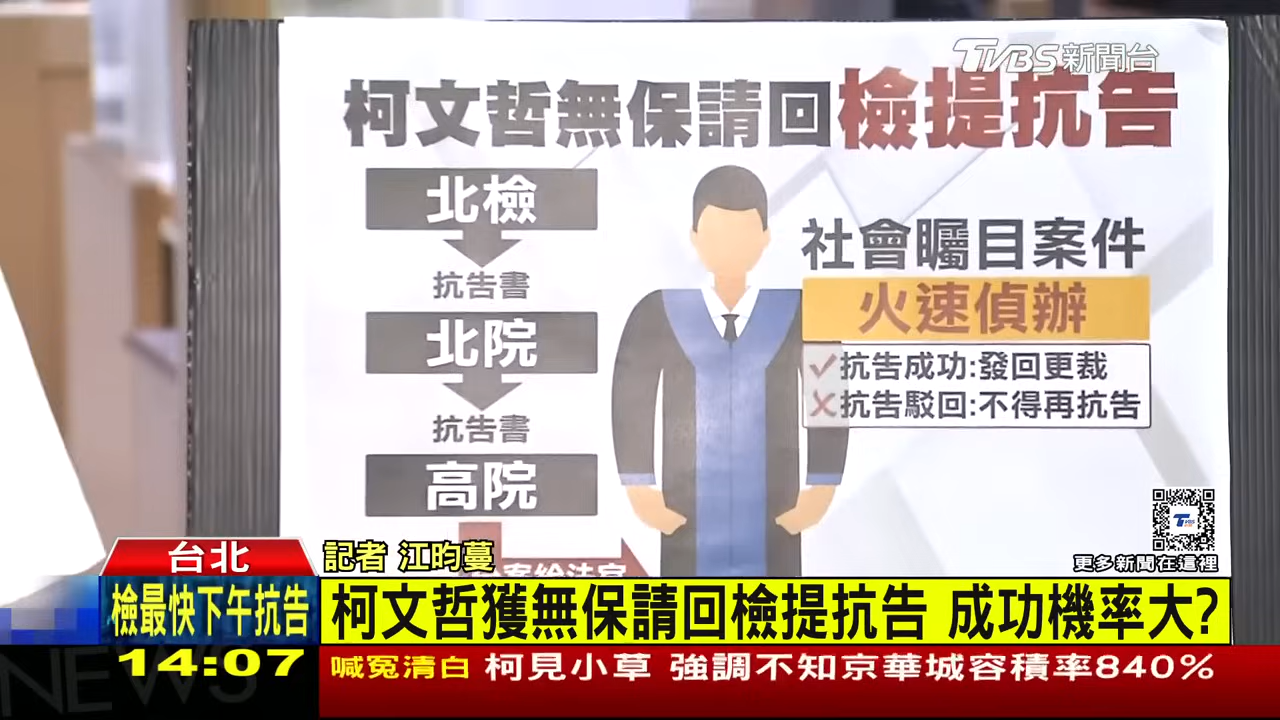 TVBS新聞台
柯文哲無保請回檢提抗告
北檢
抗告書
北院
抗告書
高院
社會矚目案件
火速偵辦
✓抗告成功:發回更裁
✗抗告駁回:不得再抗告
更多新聞在這裡
台北
記者 江昀蔓
檢最快下午抗告
柯文哲獲無保請回檢提抗告 成功機率大?
14:07
喊冤清白 柯見小草 強調不知京華城容積率840%
NEWS